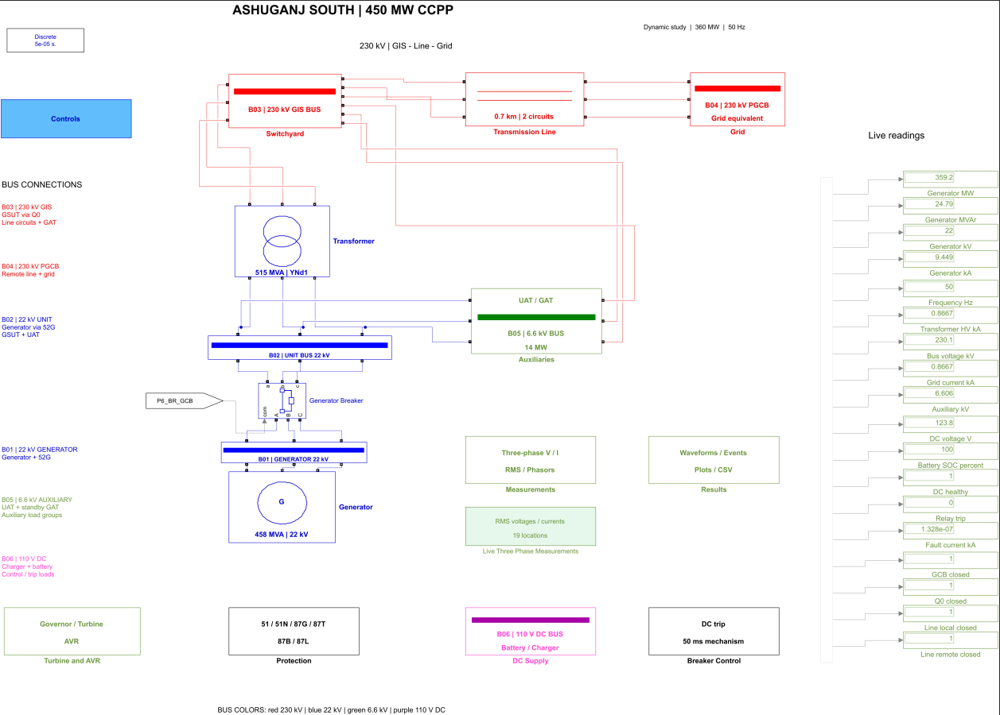 ASHUGANJ SOUTH | 450 MW CCPP
Dynamic study | 360 MW | 50 Hz
Discrete
5e-05 s.
230 kV | GIS - Line - Grid
Controls
B03 | 230 kV GIS BUS
Switchyard
0.7 km | 2 circuits
Transmission Line
B04 | 230 kV PGCB
Grid equivalent
Grid
Live readings
BUS CONNECTIONS
B03 | 230 kV GIS
GSUT via Q0
Line circuits + GAT
B04 | 230 kV PGCB
Remote line + grid
B02 | 22 kV UNIT
Generator via 52G
GSUT + UAT
B01 | 22 kV GENERATOR
Generator + 52G
B05 | 6.6 kV AUXILIARY
UAT + standby GAT
Auxiliary load groups
B06 | 110 V DC
Charger + battery
Control / trip loads
Transformer
515 MVA | YNd1
UAT / GAT
B05 | 6.6 kV BUS
14 MW
Auxiliaries
B02 | UNIT BUS 22 kV
P6_BR_GCB
a
b
c
com
A
B
C
Generator Breaker
B01 | GENERATOR 22 kV
G
Generator
458 MVA | 22 kV
Three-phase V / I
RMS / Phasors
Measurements
Waveforms / Events
Plots / CSV
Results
RMS voltages / currents
19 locations
Live Three Phase Measurements
359.2
Generator MW
24.79
Generator MVAr
22
Generator kV
9.449
Generator kA
50
Frequency Hz
0.8667
Transformer HV kA
230.1
Bus voltage kV
0.8667
Grid current kA
6.606
Auxiliary kV
123.8
DC voltage V
100
Battery SOC percent
1
DC healthy
0
Relay trip
1.328e-07
Fault current kA
1
GCB closed
1
Q0 closed
1
Line local closed
1
Line remote closed
Governor / Turbine
AVR
Turbine and AVR
51 / 51N / 87G / 87T
87B / 87L
Protection
B06 | 110 V DC BUS
Battery / Charger
DC Supply
DC trip
50 ms mechanism
Breaker Control
BUS COLORS: red 230 kV | blue 22 kV | green 6.6 kV | purple 110 V DC